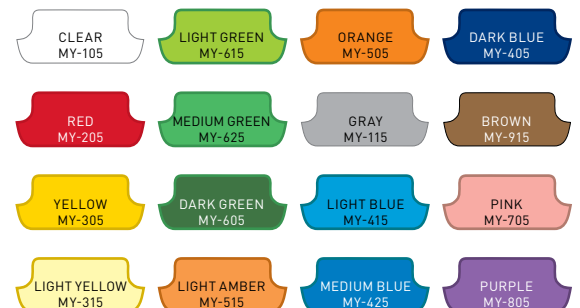 CLEAR
MY-105
LIGHT GREEN
MY-615
ORANGE
MY-505
DARK BLUE
MY-405
RED
MY-205
MEDIUM GREEN
MY-625
GRAY
MY-115
BROWN
MY-915
YELLOW
MY-305
DARK GREEN
MY-605
LIGHT BLUE
MY-415
PINK
MY-705
LIGHT YELLOW
MY-315
LIGHT AMBER
MY-515
MEDIUM BLUE
MY-425
PURPLE
MY-805